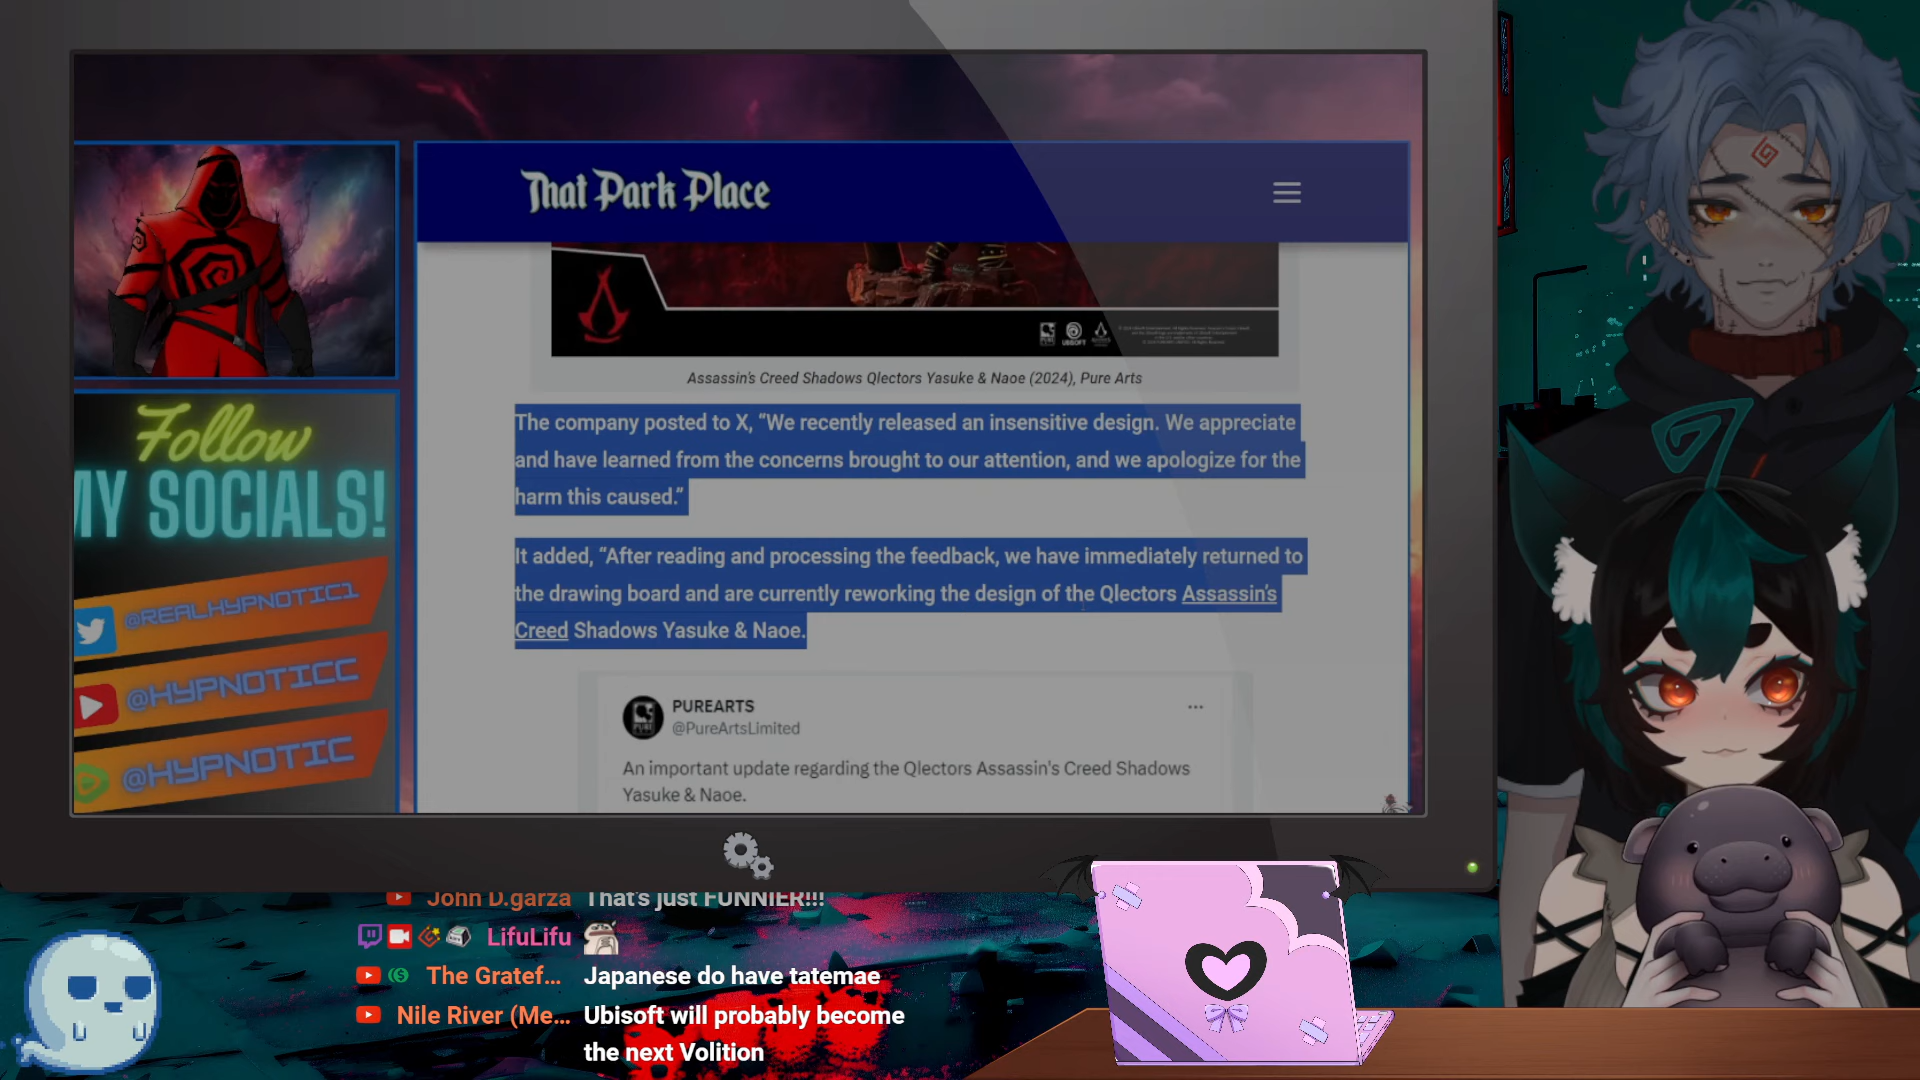 That Park Place
UBISOFT
Assassin's Creed Shadows Qlectors Yasuke & Naoe (2024), Pure Arts
The company posted to X, “We recently released an insensitive design. We appreciate
and have learned from the concerns brought to our attention, and we apologize for the
harm this caused.”
It added, “After reading and processing the feedback, we have immediately returned to
the drawing board and are currently reworking the design of the Qlectors Assassin's
Creed Shadows Yasuke & Naoe.
PUREARTS
@PureArtsLimited
An important update regarding the Qlectors Assassin's Creed Shadows
Yasuke & Naoe.
Follow
MY SOCIALS!
@REALHYPNOTIC1
@HYPNOTICC
@HYPNOTIC
John D.garza That's just FUNNIER!!!
LifuLifu
The Gratef... Japanese do have tatemae
Nile River (Me... Ubisoft will probably become
the next Volition